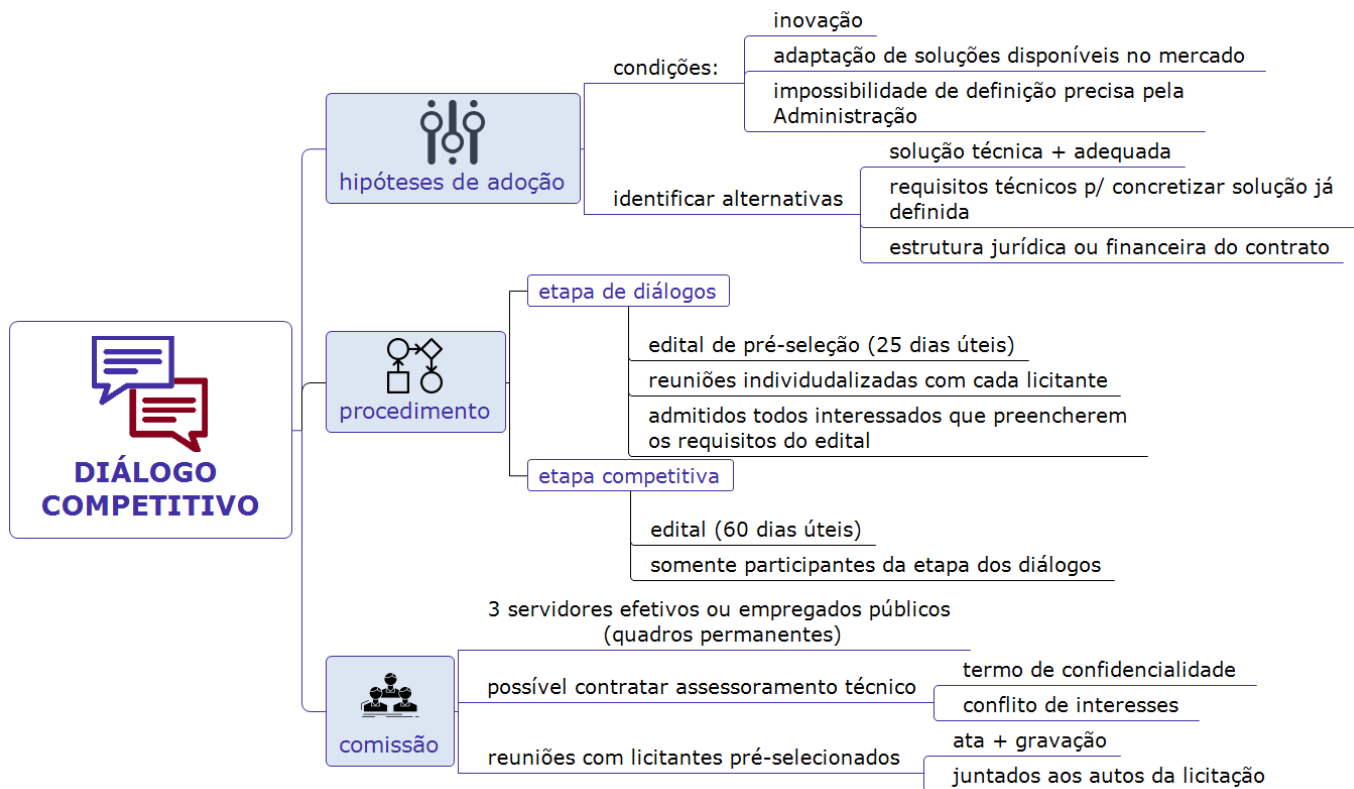 DIÁLOGO
COMPETITIVO
hipóteses de adoção
condições:
inovação
adaptação de soluções disponíveis no mercado
impossibilidade de definição precisa pela
Administração
identificar alternativas
solução técnica + adequada
requisitos técnicos p/ concretizar solução já
definida
estrutura jurídica ou financeira do contrato
procedimento
etapa de diálogos
edital de pré-seleção (25 dias úteis)
reuniões individudalizadas com cada licitante
admitidos todos interessados que preencherem
os requisitos do edital
etapa competitiva
edital (60 dias úteis)
somente participantes da etapa dos diálogos
comissão
3 servidores efetivos ou empregados públicos
(quadros permanentes)
possível contratar assessoramento técnico
termo de confidencialidade
conflito de interesses
reuniões com licitantes pré-selecionados
ata + gravação
juntados aos autos da licitação